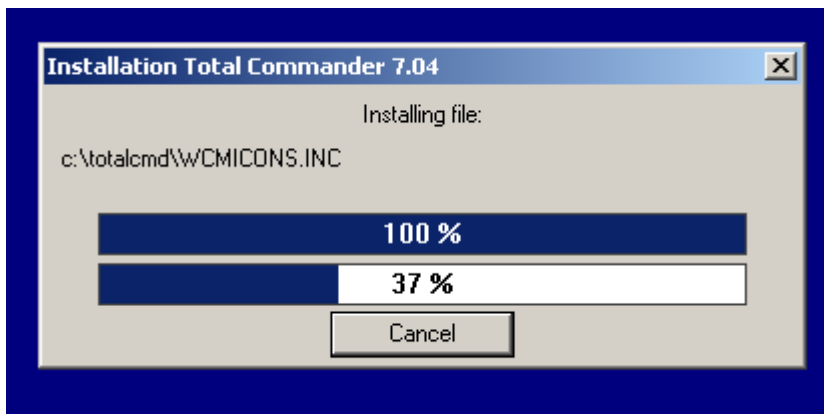 Installation Total Commander 7.04
Installing file:
c:\totalcmd\WCMICONS.INC
100 %
37 %
Cancel